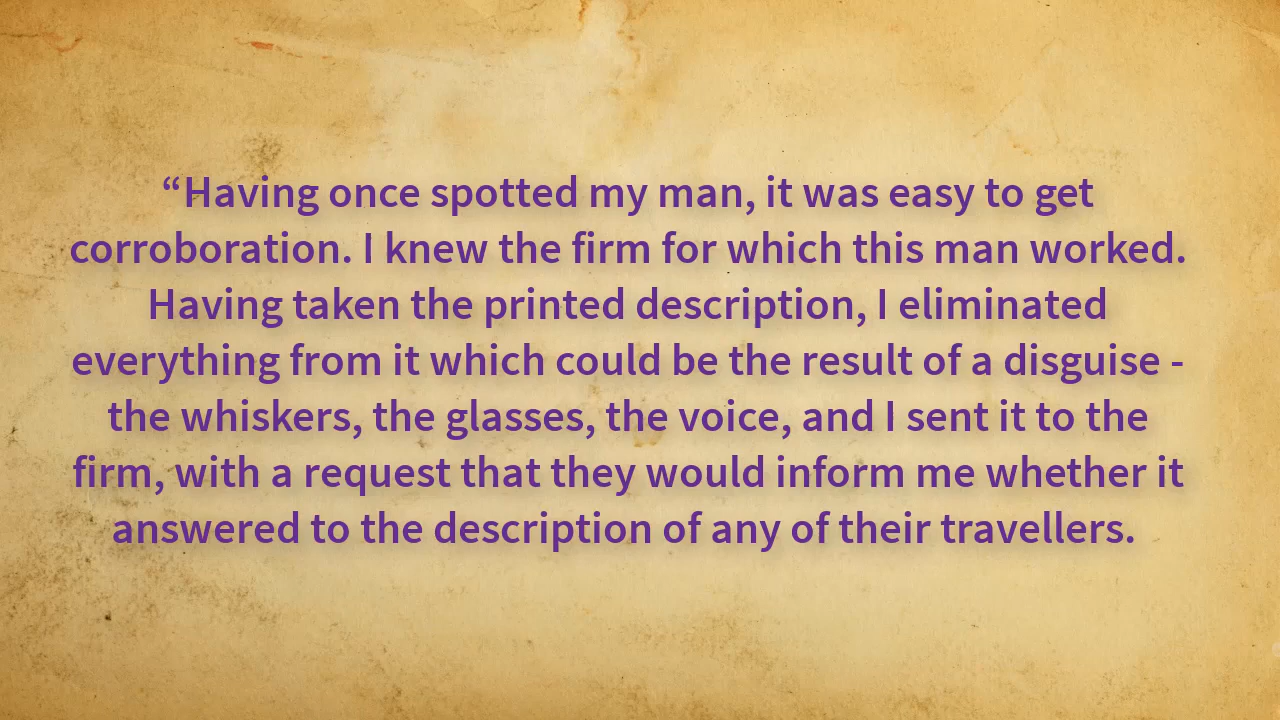 “Having once spotted my man, it was easy to get
corroboration. I knew the firm for which this man worked.
Having taken the printed description, I eliminated
everything from it which could be the result of a disguise -
the whiskers, the glasses, the voice, and I sent it to the
firm, with a request that they would inform me whether it
answered to the description of any of their travellers.